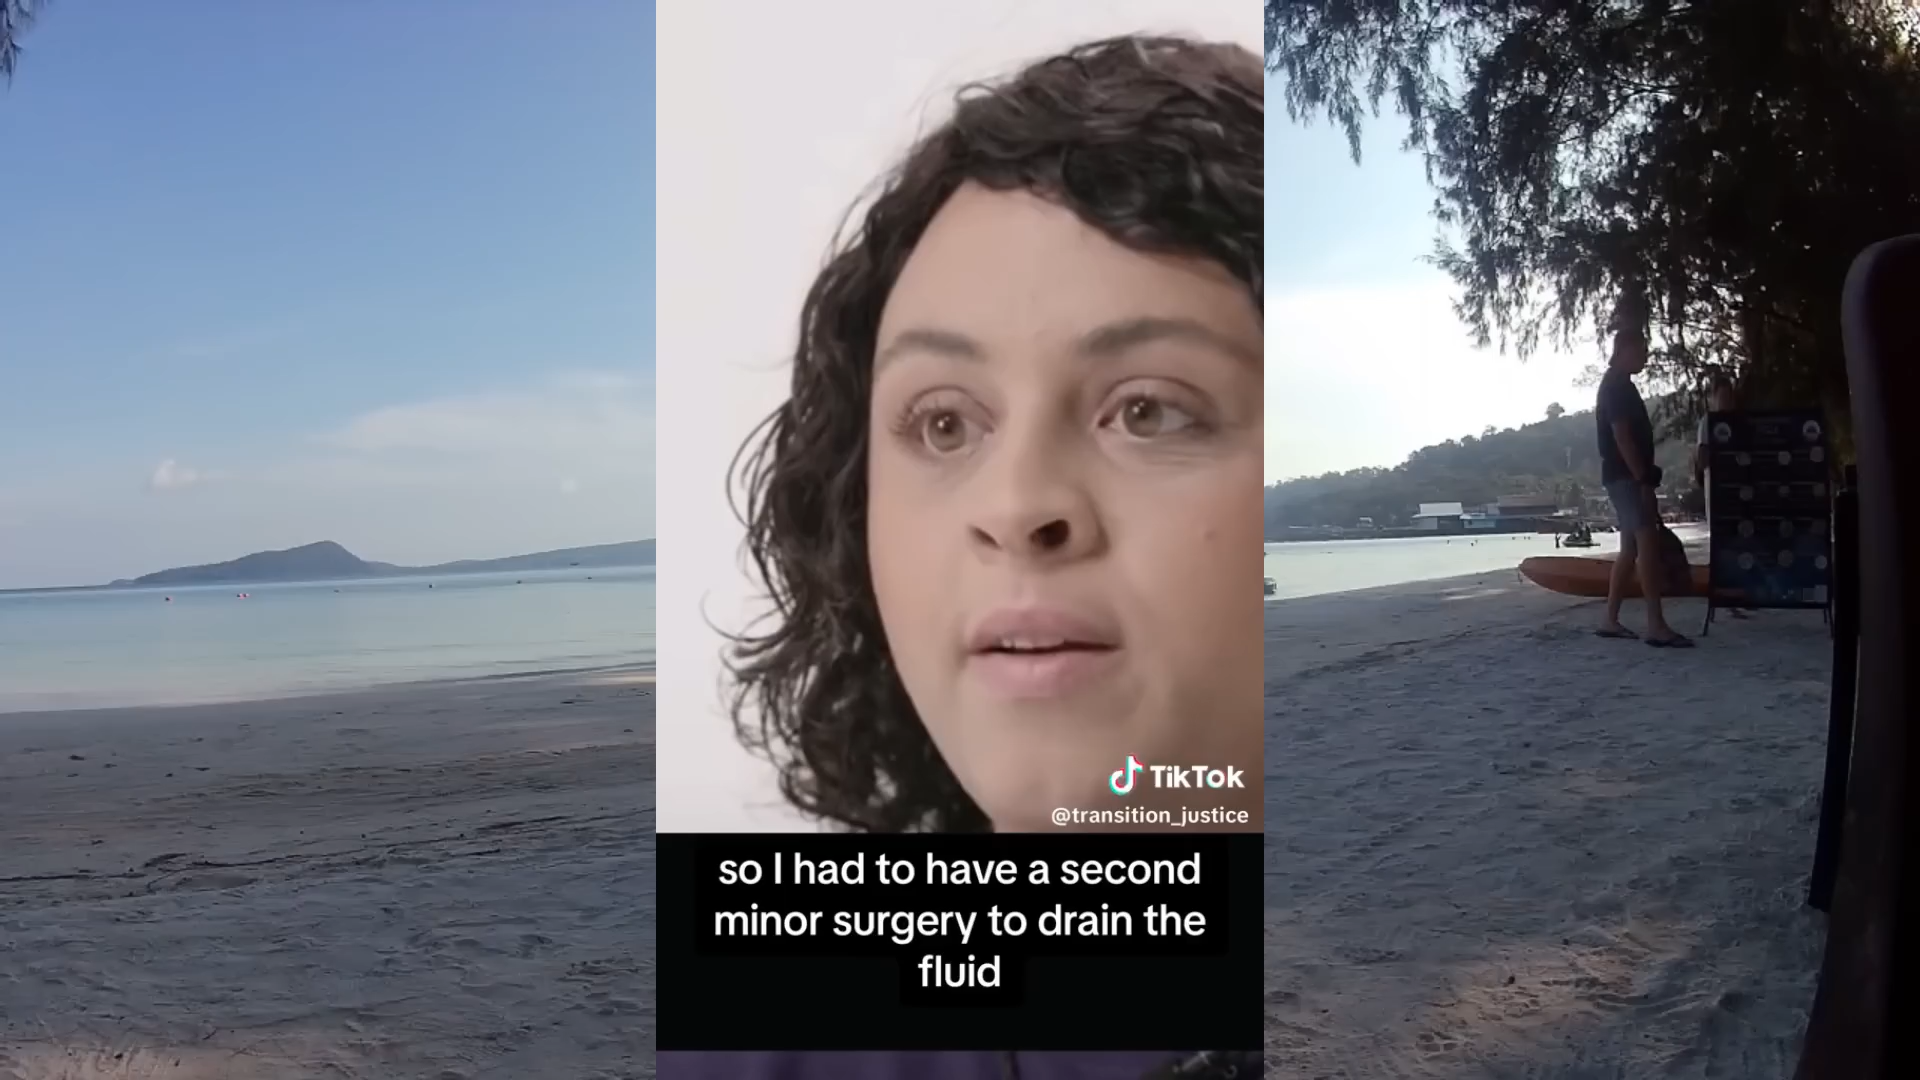 TikTok
@transition_justice
so I had to have a second
minor surgery to drain the
fluid